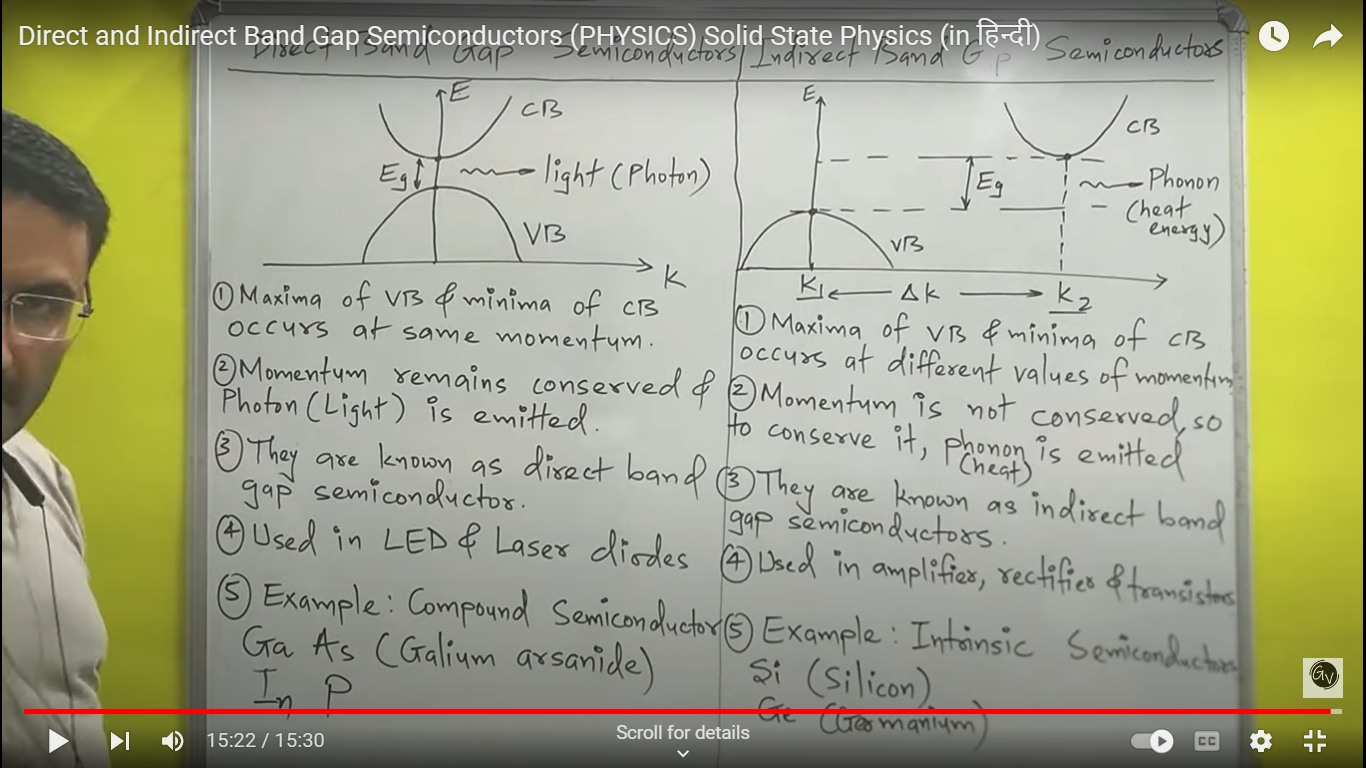 Direct and Indirect Band Gap Semiconductors (PHYSICS) Solid State Physics (in हिन्दी)
Direct Band Gap Semiconductors
E
CB
Eg
light (Photon)
VB
K
① Maxima of VB & minima of CB
occurs at same momentum.
② Momentum remains conserved &
Photon (Light) is emitted.
③ They are known as direct band
gap semiconductor.
④ Used in LED & Laser diodes
⑤ Example: Compound Semiconductor
Ga As (Galium arsanide)
In P
Indirect Band Gap Semiconductors
E
CB
Eg
Phonon
(heat
energy)
VB
K1 Δk K2
① Maxima of VB & minima of CB
occurs at different values of momentum
② Momentum is not conserved, so
to conserve it, phonon is emitted
(heat)
③ They are known as indirect band
gap semiconductors.
④ Used in amplifier, rectifier & transistors
⑤ Example: Intrinsic Semiconductors
Si (Silicon)
Ge (Germanium)
GV
15:22 / 15:30
Scroll for details
CC